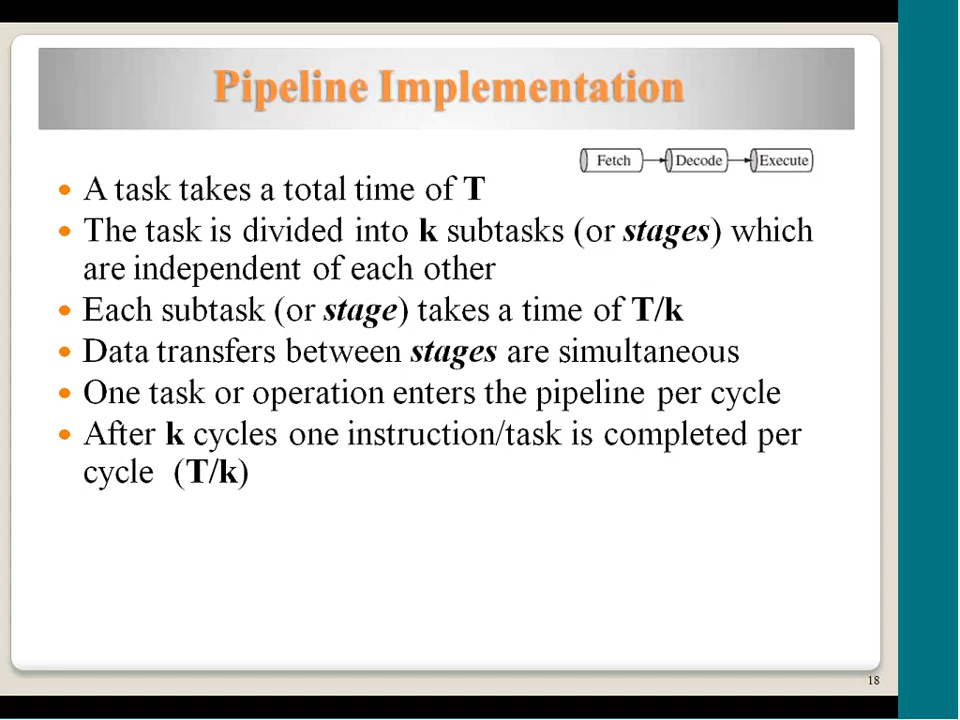 Pipeline Implementation
Fetch Decode Execute
• A task takes a total time of T
• The task is divided into k subtasks (or stages) which
are independent of each other
• Each subtask (or stage) takes a time of T/k
• Data transfers between stages are simultaneous
• One task or operation enters the pipeline per cycle
• After k cycles one instruction/task is completed per
cycle (T/k)
18